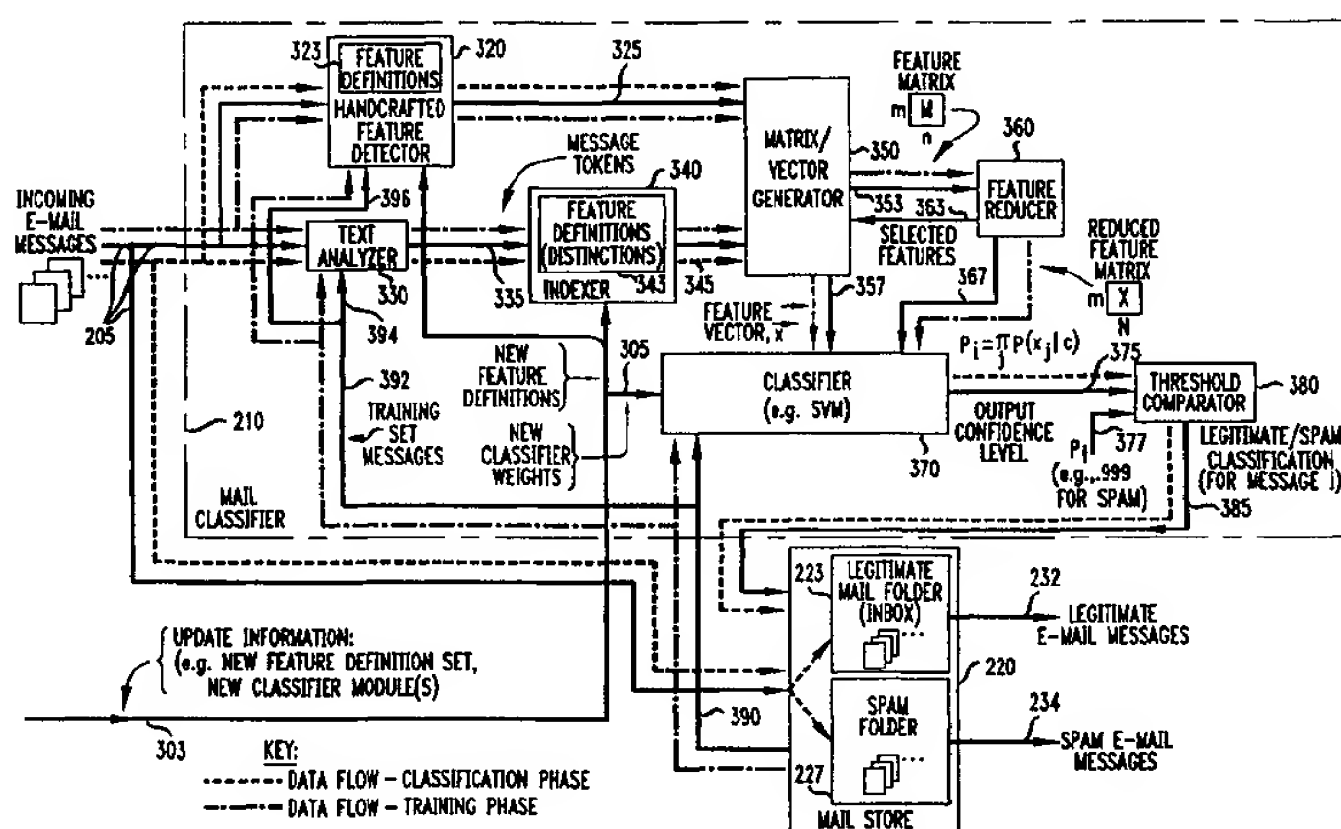 323
FEATURE
DEFINITIONS
320
HANDCRAFTED
FEATURE
DETECTOR
325
FEATURE
MATRIX
m M
n
MATRIX/
VECTOR
GENERATOR
350
360
FEATURE
REDUCER
353
363
SELECTED
FEATURES
MESSAGE
TOKENS
340
396
INCOMING
E-MAIL
MESSAGES
...
205
TEXT
ANALYZER
330
335
394
FEATURE
DEFINITIONS
(DISTINCTIONS)
343
INDEXER
345
357
367
REDUCED
FEATURE
MATRIX
m X
N
FEATURE
VECTOR, x
Pi=πj P(xj|c)
375
305
NEW
FEATURE
DEFINITIONS
CLASSIFIER
(e.g. SVM)
370
THRESHOLD
COMPARATOR
380
392
TRAINING
SET
MESSAGES
NEW
CLASSIFIER
WEIGHTS
OUTPUT
CONFIDENCE
LEVEL
377
(e.g.,.999
FOR SPAM)
LEGITIMATE/SPAM
CLASSIFICATION
(FOR MESSAGE i)
385
210
MAIL
CLASSIFIER
223
LEGITIMATE
MAIL FOLDER
(INBOX)
...
232
LEGITIMATE
E-MAIL MESSAGES
220
UPDATE INFORMATION:
(e.g. NEW FEATURE DEFINITION SET,
NEW CLASSIFIER MODULE(S)
303
390
SPAM
FOLDER
...
227
234
SPAM E-MAIL
MESSAGES
MAIL STORE
KEY:
DATA FLOW - CLASSIFICATION PHASE
DATA FLOW - TRAINING PHASE